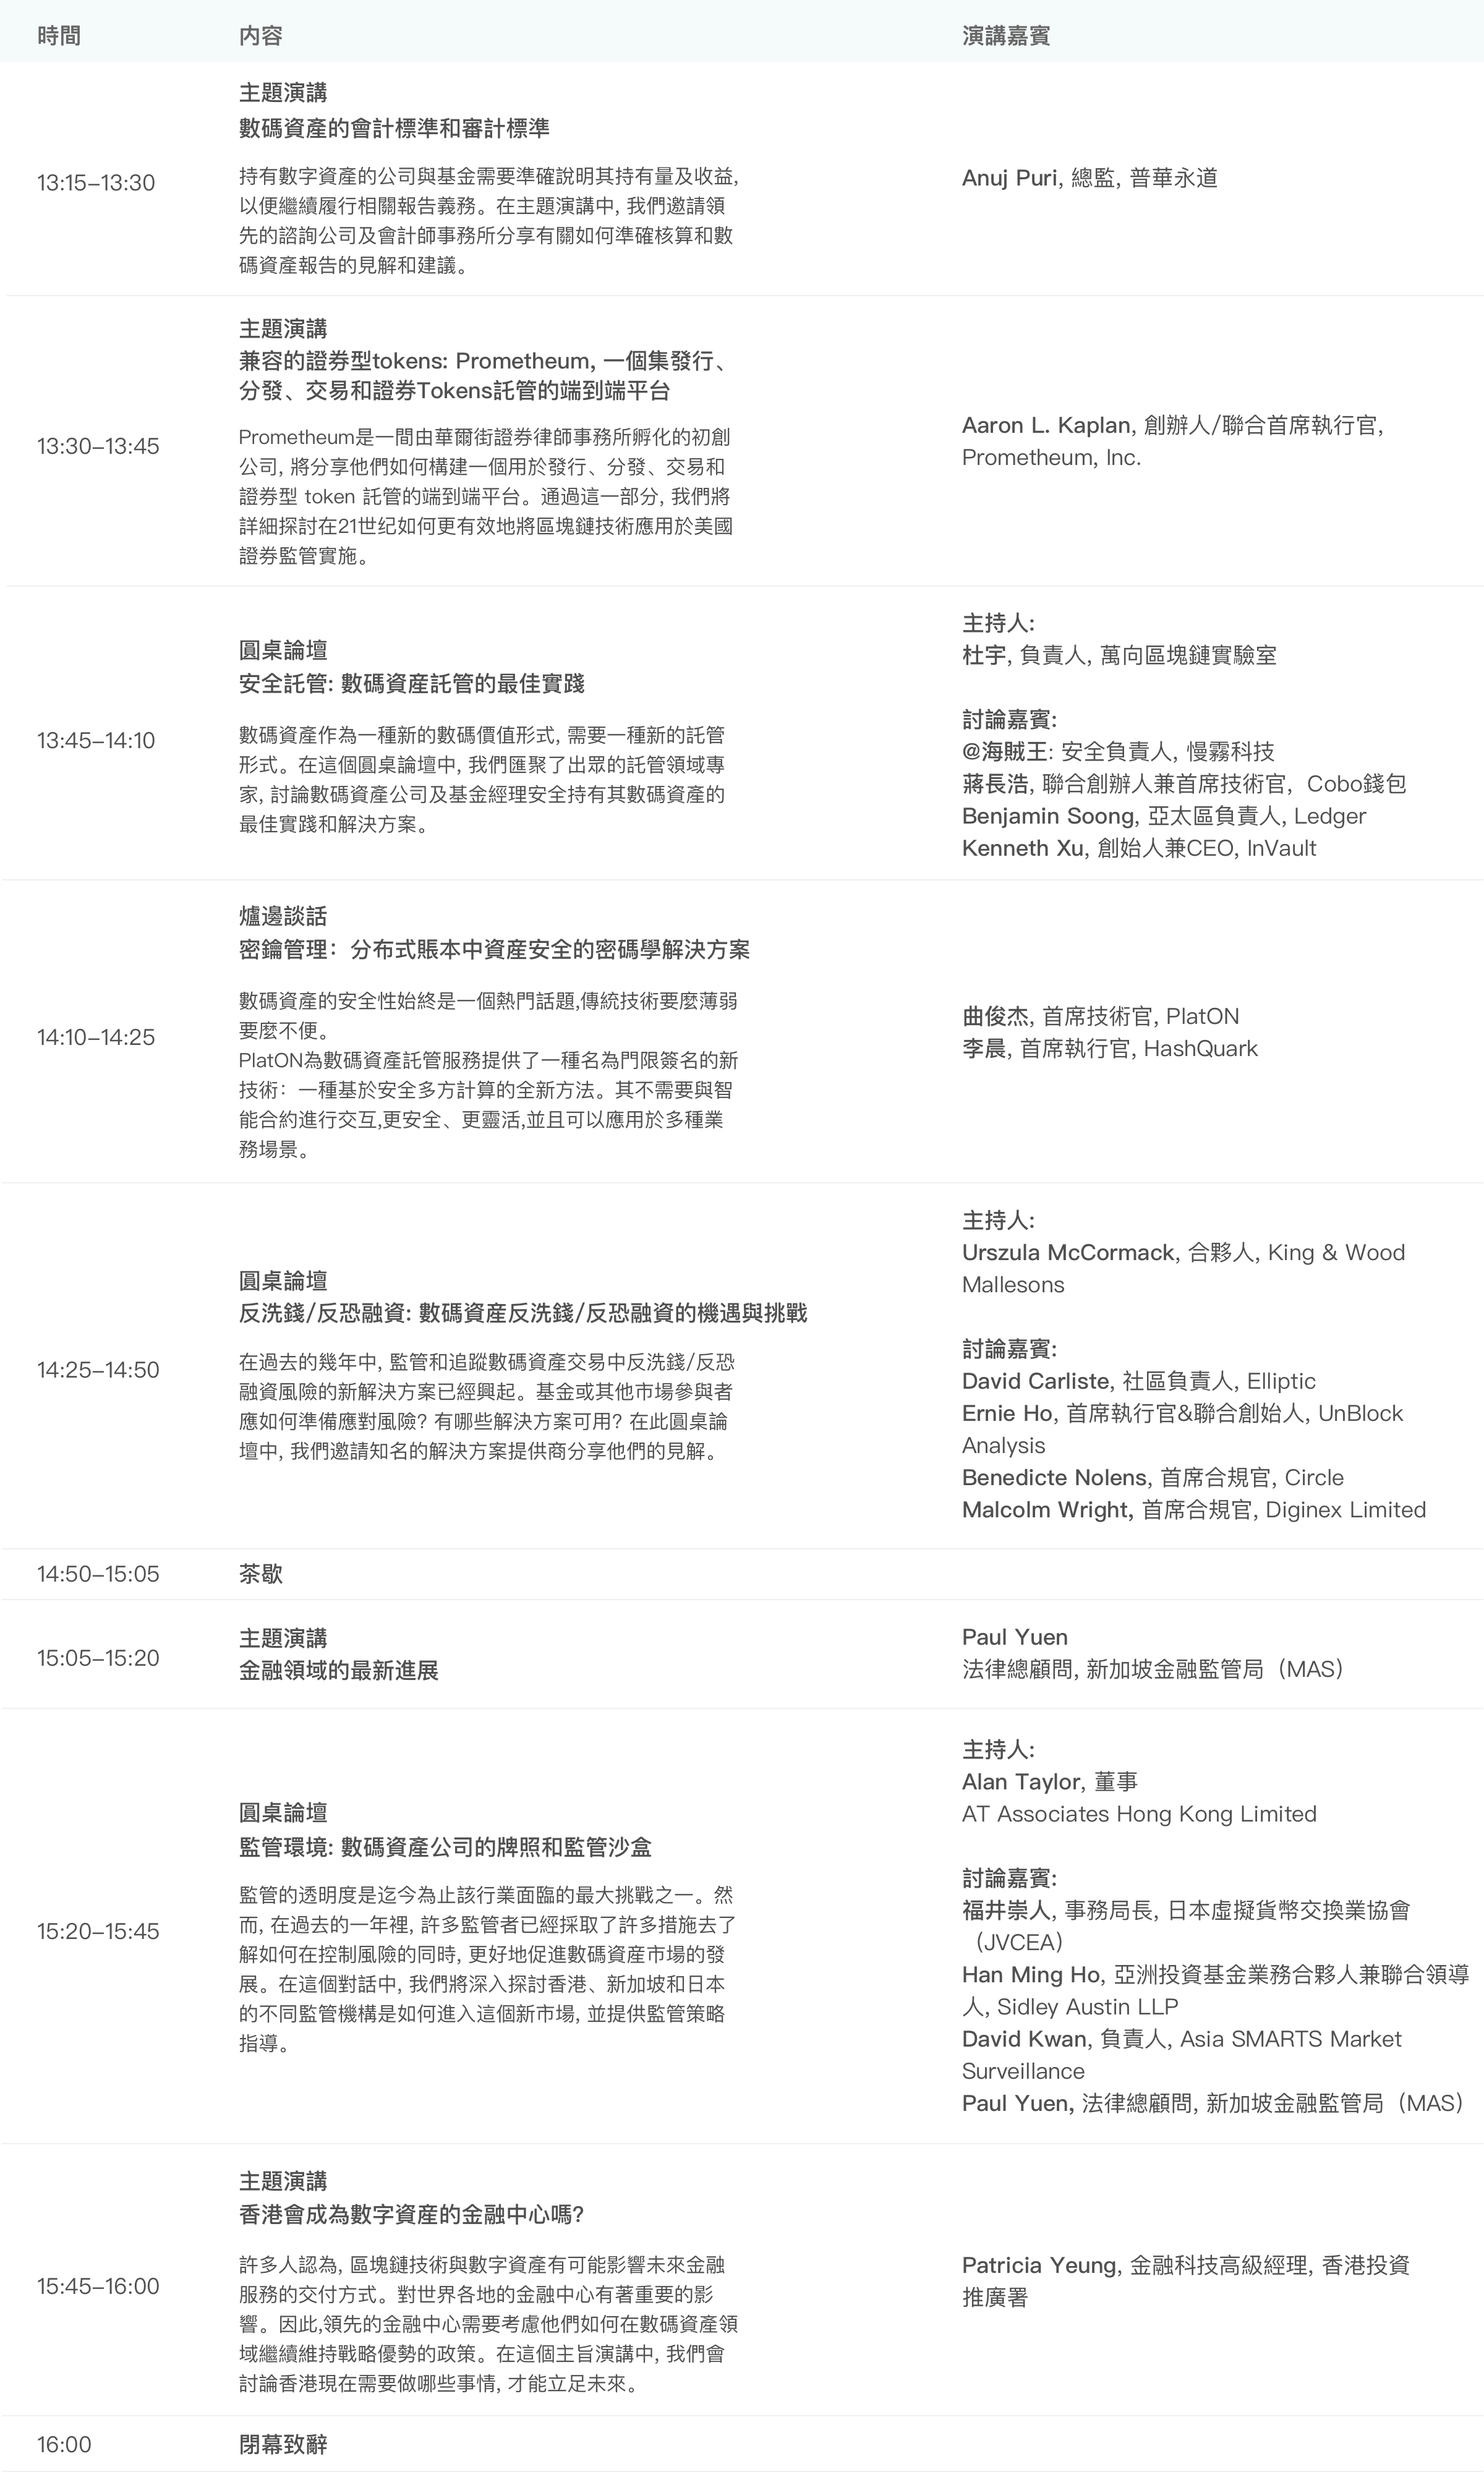 時間
内容
演講嘉賓
13:15–13:30
主題演講
數碼資產的會計標準和審計標準
持有數字資產的公司與基金需要準確說明其持有量及收益,
以便繼續履行相關報告義務。在主題演講中, 我們邀請領
先的諮詢公司及會計師事務所分享有關如何準確核算和數
碼資產報告的見解和建議。
Anuj Puri, 總監, 普華永道
13:30–13:45
主題演講
兼容的證券型tokens: Prometheum, 一個集發行、
分發、交易和證券Tokens託管的端到端平台
Prometheum是一間由華爾街證券律師事務所孵化的初創
公司, 將分享他們如何構建一個用於發行、分發、交易和
證券型 token 託管的端到端平台。通過這一部分, 我們將
詳細探討在21世纪如何更有效地將區塊鏈技術應用於美國
證券監管實施。
Aaron L. Kaplan, 創辦人/聯合首席執行官,
Prometheum, Inc.
13:45–14:10
圓桌論壇
安全託管: 數碼資産託管的最佳實踐
數碼資產作為一種新的數碼價值形式, 需要一種新的託管
形式。在這個圓桌論壇中, 我們匯聚了出眾的託管領域專
家, 討論數碼資產公司及基金經理安全持有其數碼資產的
最佳實踐和解決方案。
主持人:
杜宇, 負責人, 萬向區塊鏈實驗室
討論嘉賓:
@海賊王: 安全負責人, 慢霧科技
蔣長浩, 聯合創辦人兼首席技術官, Cobo錢包
Benjamin Soong, 亞太區負責人, Ledger
Kenneth Xu, 創始人兼CEO, InVault
14:10–14:25
爐邊談話
密鑰管理：分布式賬本中資産安全的密碼學解決方案
數碼資產的安全性始終是一個熱門話題,傳統技術要麼薄弱
要麼不便。
PlatON為數碼資產託管服務提供了一種名為門限簽名的新
技術：一種基於安全多方計算的全新方法。其不需要與智
能合約進行交互,更安全、更靈活,並且可以應用於多種業
務場景。
曲俊杰, 首席技術官, PlatON
李晨, 首席執行官, HashQuark
14:25–14:50
圓桌論壇
反洗錢/反恐融資: 數碼資産反洗錢/反恐融資的機遇與挑戰
在過去的幾年中, 監管和追蹤數碼資產交易中反洗錢/反恐
融資風險的新解決方案已經興起。基金或其他市場參與者
應如何準備應對風險? 有哪些解決方案可用? 在此圓桌論
壇中, 我們邀請知名的解決方案提供商分享他們的見解。
主持人:
Urszula McCormack, 合夥人, King & Wood
Mallesons
討論嘉賓:
David Carliste, 社區負責人, Elliptic
Ernie Ho, 首席執行官&聯合創始人, UnBlock
Analysis
Benedicte Nolens, 首席合規官, Circle
Malcolm Wright, 首席合規官, Diginex Limited
14:50–15:05
茶歇
15:05–15:20
主題演講
金融領域的最新進展
Paul Yuen
法律總顧問, 新加坡金融監管局（MAS）
15:20–15:45
圓桌論壇
監管環境: 數碼資產公司的牌照和監管沙盒
監管的透明度是迄今為止該行業面臨的最大挑戰之一。然
而, 在過去的一年裡, 許多監管者已經採取了許多措施去了
解如何在控制風險的同時, 更好地促進數碼資産市場的發
展。在這個對話中, 我們將深入探討香港、新加坡和日本
的不同監管機構是如何進入這個新市場, 並提供監管策略
指導。
主持人:
Alan Taylor, 董事
AT Associates Hong Kong Limited
討論嘉賓:
福井崇人, 事務局長, 日本虛擬貨幣交換業協會
（JVCEA）
Han Ming Ho, 亞洲投資基金業務合夥人兼聯合領導
人, Sidley Austin LLP
David Kwan, 負責人, Asia SMARTS Market
Surveillance
Paul Yuen, 法律總顧問, 新加坡金融監管局（MAS）
15:45–16:00
主題演講
香港會成為數字資産的金融中心嗎?
許多人認為, 區塊鏈技術與數字資產有可能影響未來金融
服務的交付方式。對世界各地的金融中心有著重要的影
響。因此,領先的金融中心需要考慮他們如何在數碼資產領
域繼續維持戰略優勢的政策。在這個主旨演講中, 我們會
討論香港現在需要做哪些事情, 才能立足未來。
Patricia Yeung, 金融科技高級經理, 香港投資
推廣署
16:00
閉幕致辭